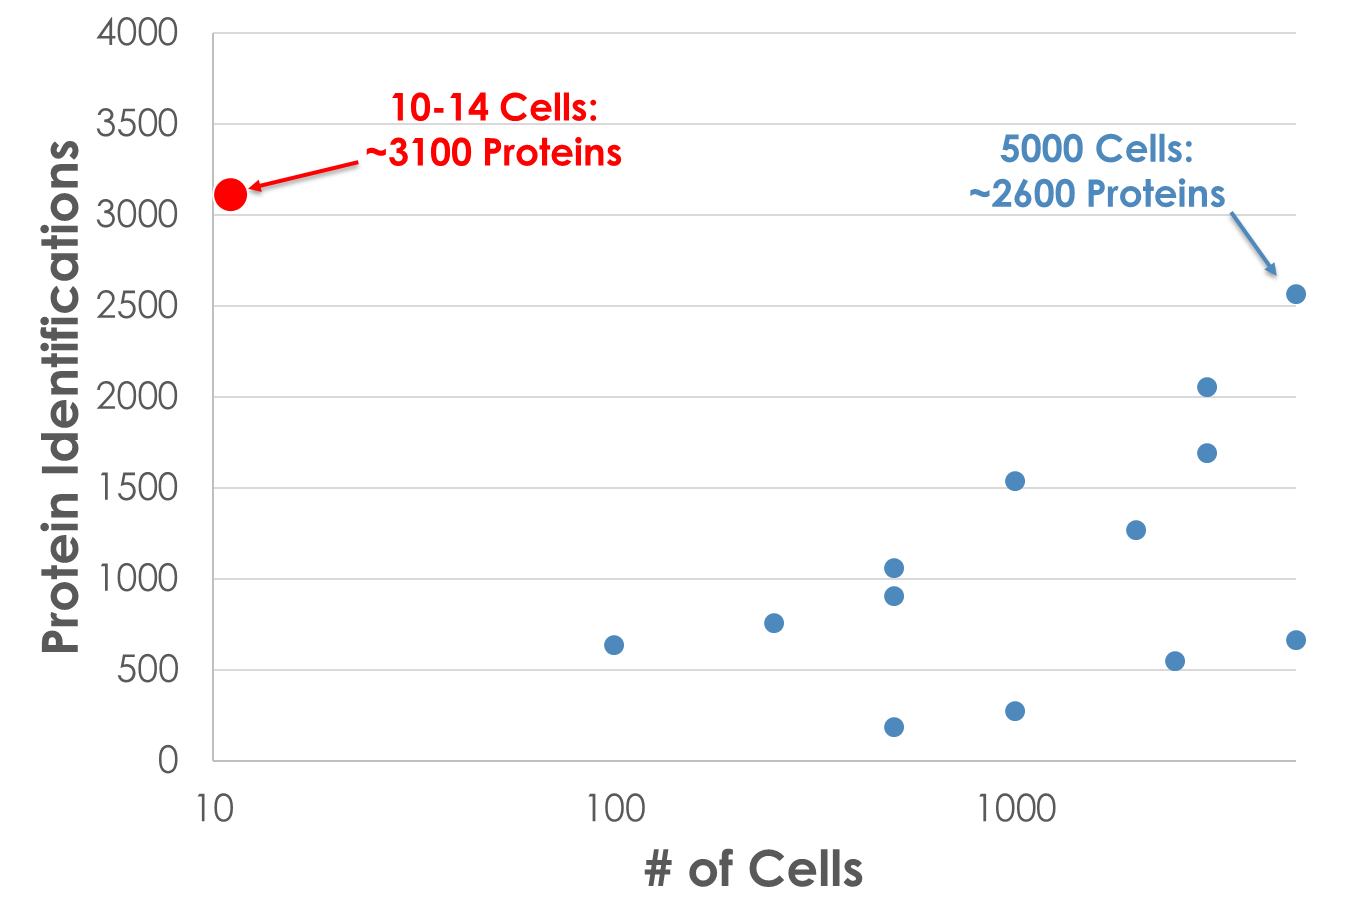 4000
3500
3000
2500
2000
1500
1000
500
0
Protein Identifications
10-14 Cells:
~3100 Proteins
5000 Cells:
~2600 Proteins
10 100 1000
# of Cells